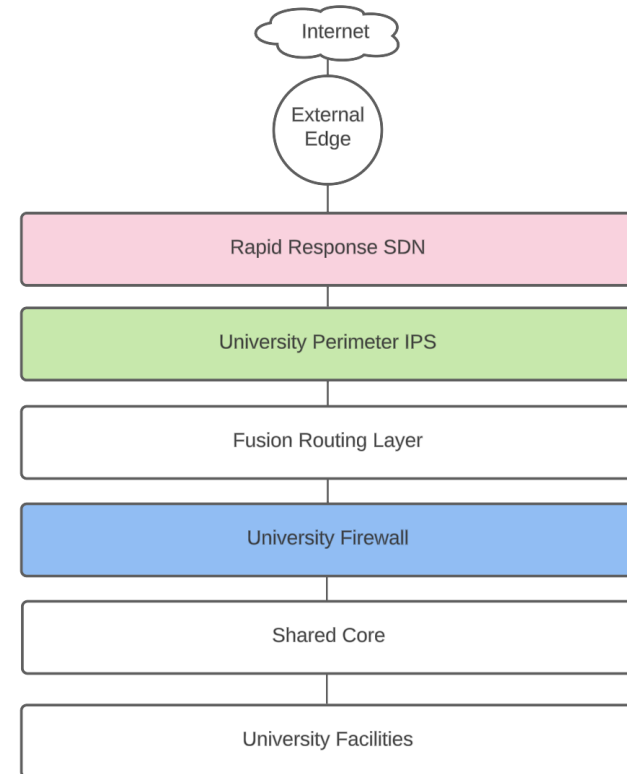 Internet
External
Edge
Rapid Response SDN
University Perimeter IPS
Fusion Routing Layer
University Firewall
Shared Core
University Facilities